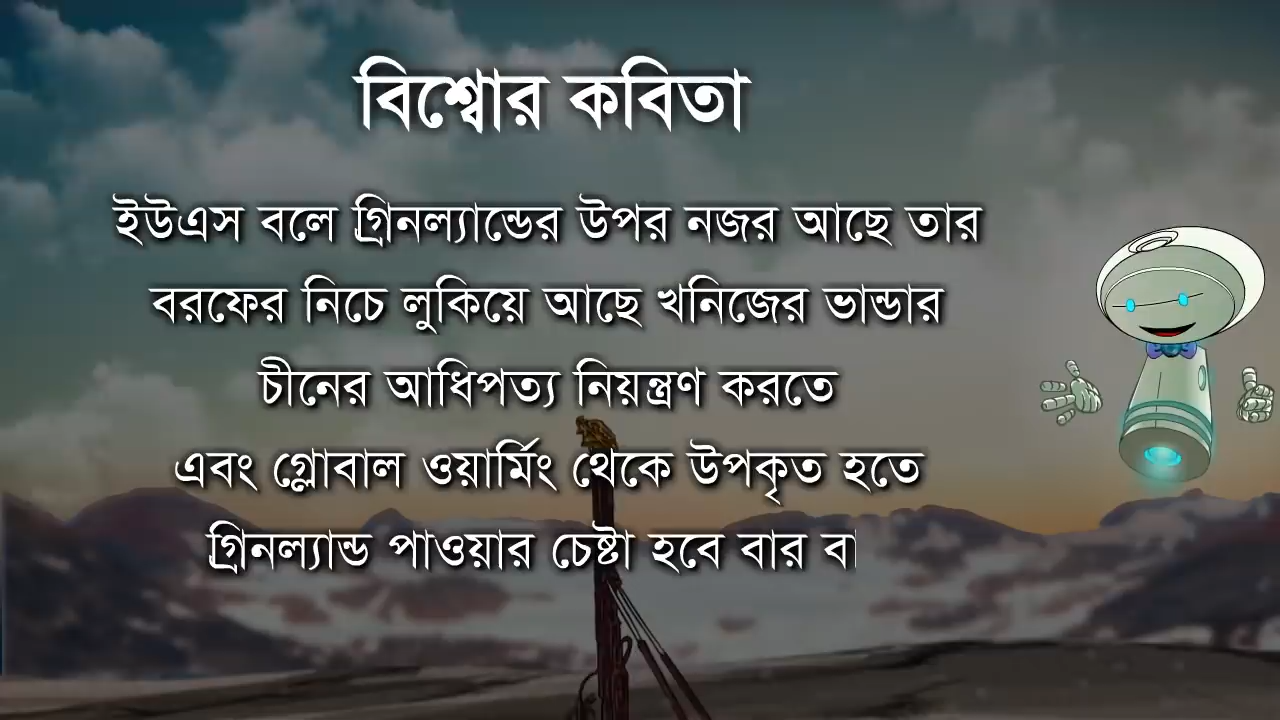 বিশ্বোর কবিতা
ইউএস বলে গ্রিনল্যান্ডের উপর নজর আছে তার
বরফের নিচে লুকিয়ে আছে খনিজের ভান্ডার
চীনের আধিপত্য নিয়ন্ত্রণ করতে
এবং গ্লোবাল ওয়ার্মিং থেকে উপকৃত হতে
গ্রিনল্যান্ড পাওয়ার চেষ্টা হবে বার বা